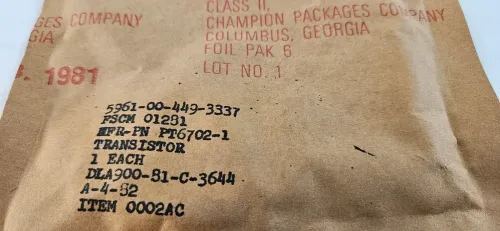 GES COMPANY
GIA
B. 1981
CLASS II,
CHAMPION PACKAGES COMPANY
COLUMBUS, GEORGIA
FOIL PAK 6
LOT NO. 1
5961-00-449-3337
FSCM 01281
MFR-PN PT6702-1
TRANSISTOR
1 EACH
DLA900-81-C-3644
A-4-82
ITEM 0002AC